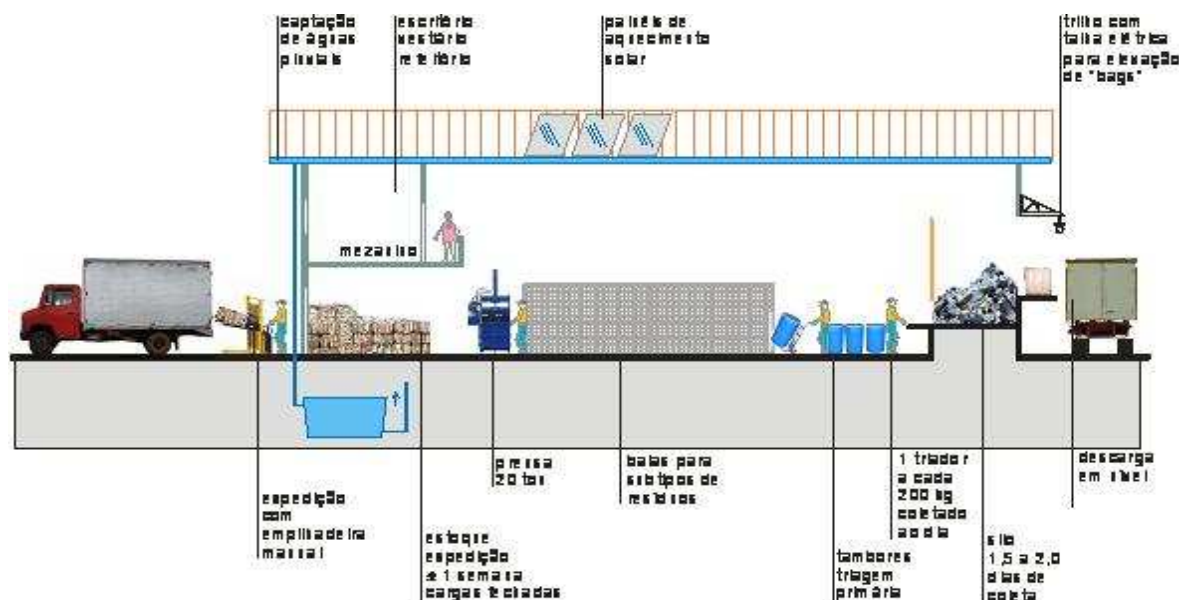 captação
de águas
pluviais
escritório
vestiário
refeitório
painéis de
aquecimento
solar
trilho com
talha elétrica
para elevação
de "bags"
mezanino
prensa
20 ton
baias para
subtipos de
resíduos
1 triador
a cada
200 kg
coletado
ao dia
descarga
em nível
expedição
com
empilhadeira
manual
estoque
expedição
± 1 semana
cargas fechadas
tambores
triagem
primária
silo
1,5 a 2,0
dias de
coleta